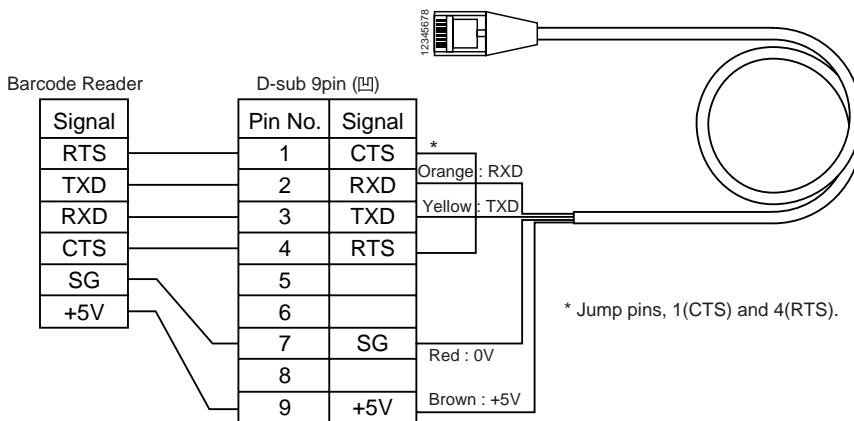 12345678
Barcode Reader
D-sub 9pin (凹)
Signal
RTS
TXD
RXD
CTS
SG
+5V
Pin No. Signal
1 CTS
2 RXD
3 TXD
4 RTS
5
6
7 SG
8
9 +5V
*
Orange : RXD
Yellow : TXD
Red : 0V
Brown : +5V
* Jump pins, 1(CTS) and 4(RTS).